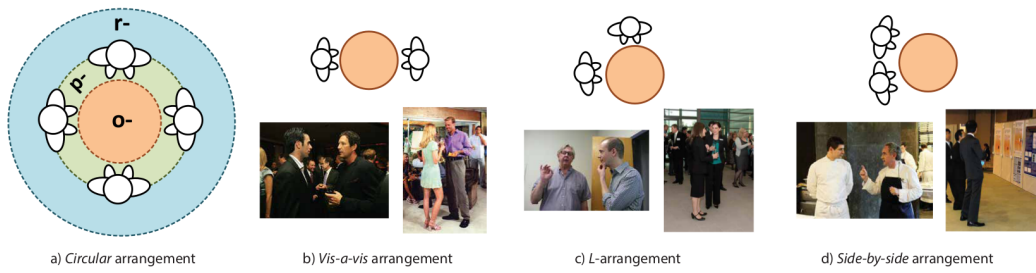 r-
p-
o-
a) Circular arrangement
b) Vis-a-vis arrangement
c) L-arrangement
d) Side-by-side arrangement